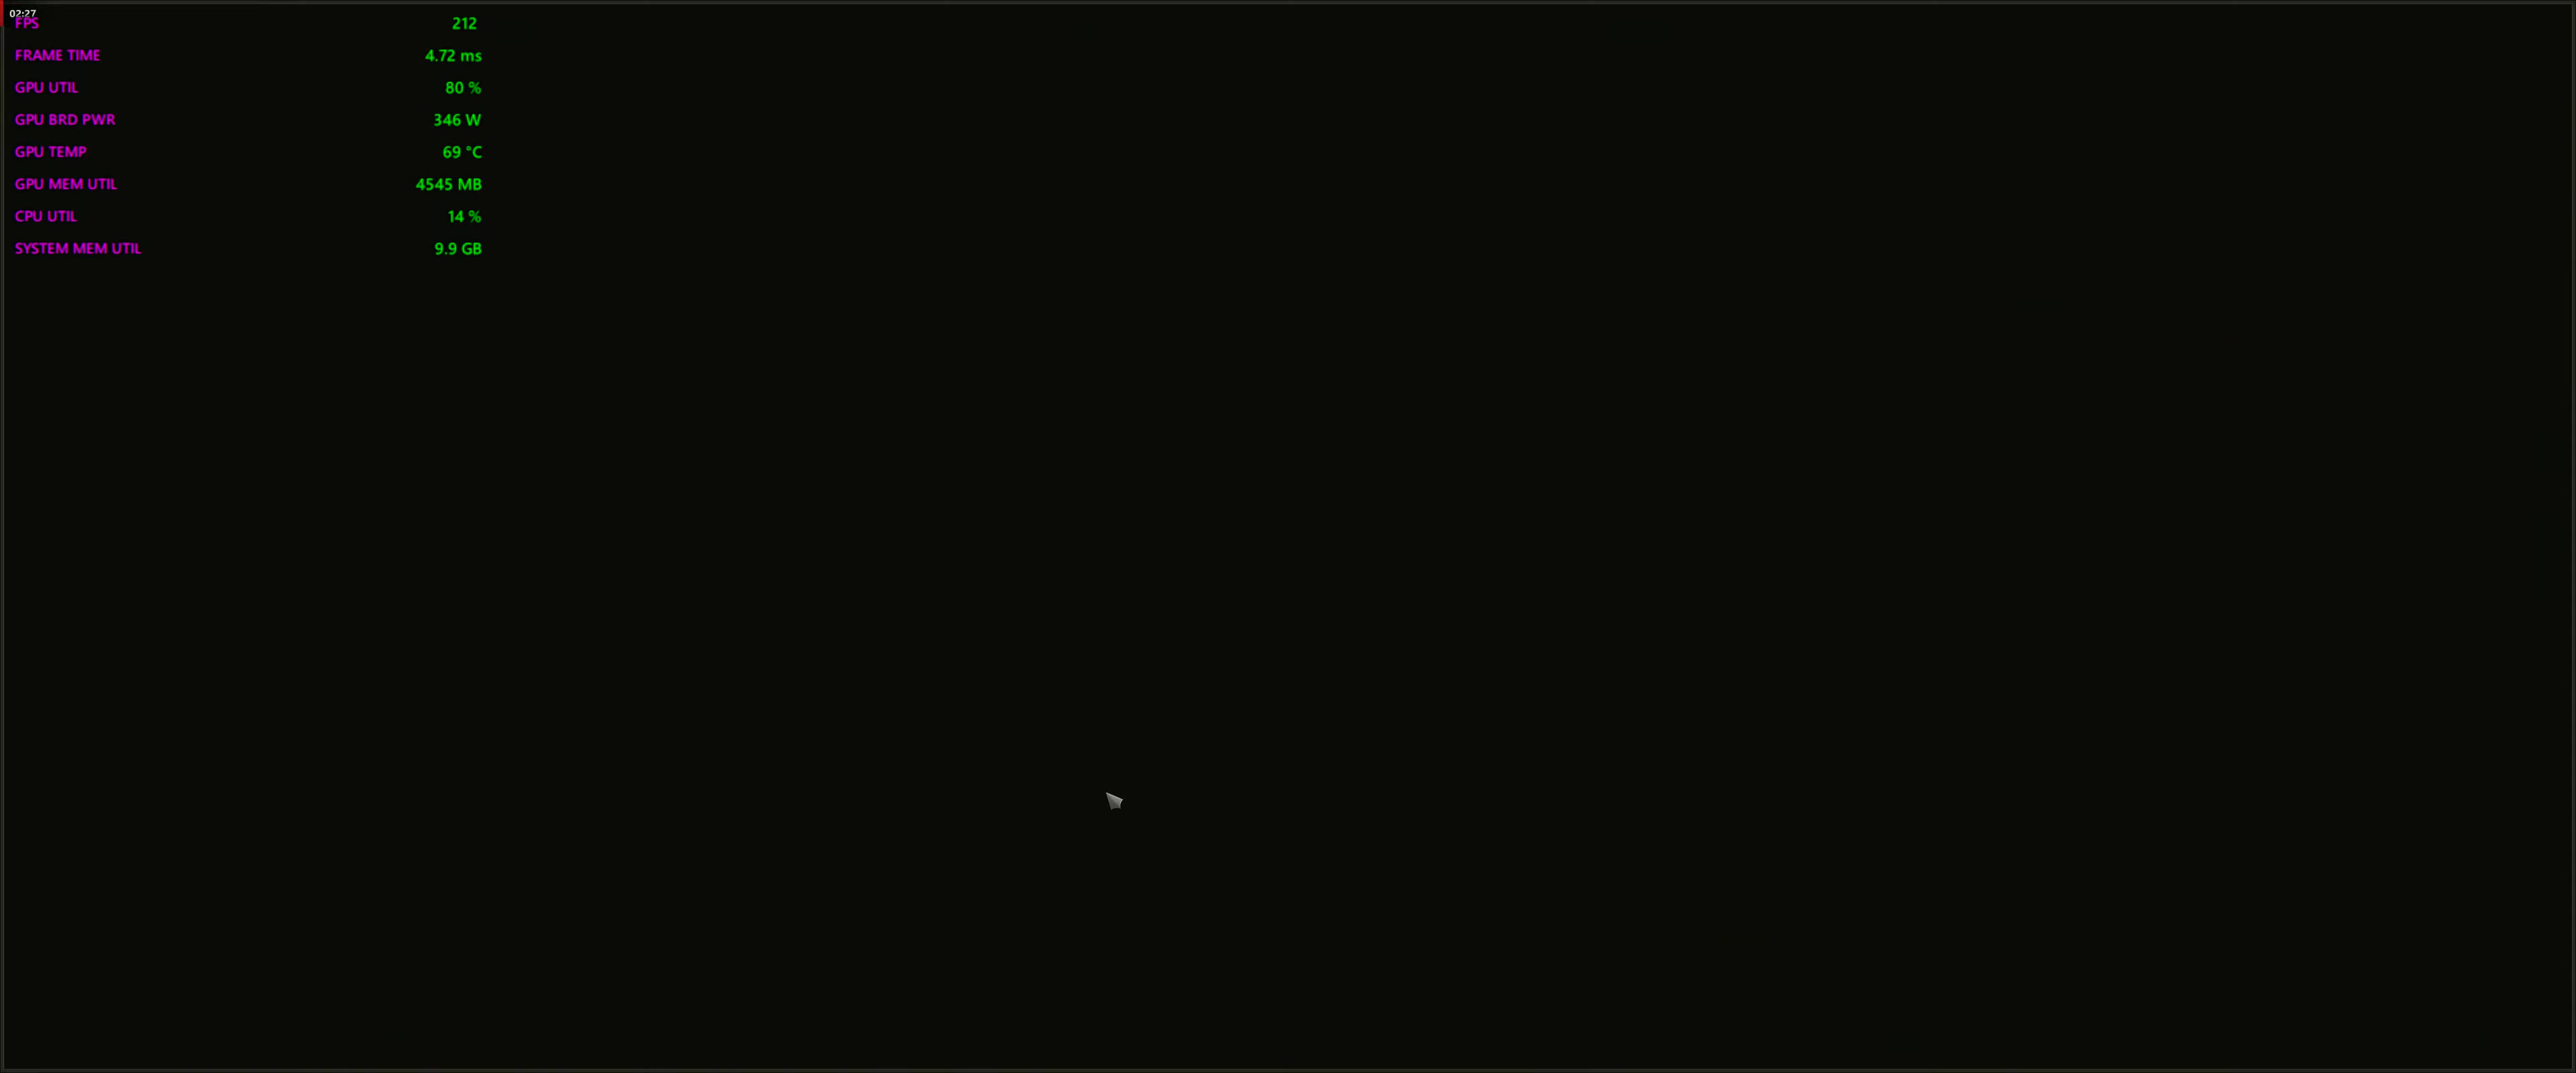 02:27
FPS 212
FRAME TIME 4.72 ms
GPU UTIL 80 %
GPU BRD PWR 346 W
GPU TEMP 69 °C
GPU MEM UTIL 4545 MB
CPU UTIL 14 %
SYSTEM MEM UTIL 9.9 GB